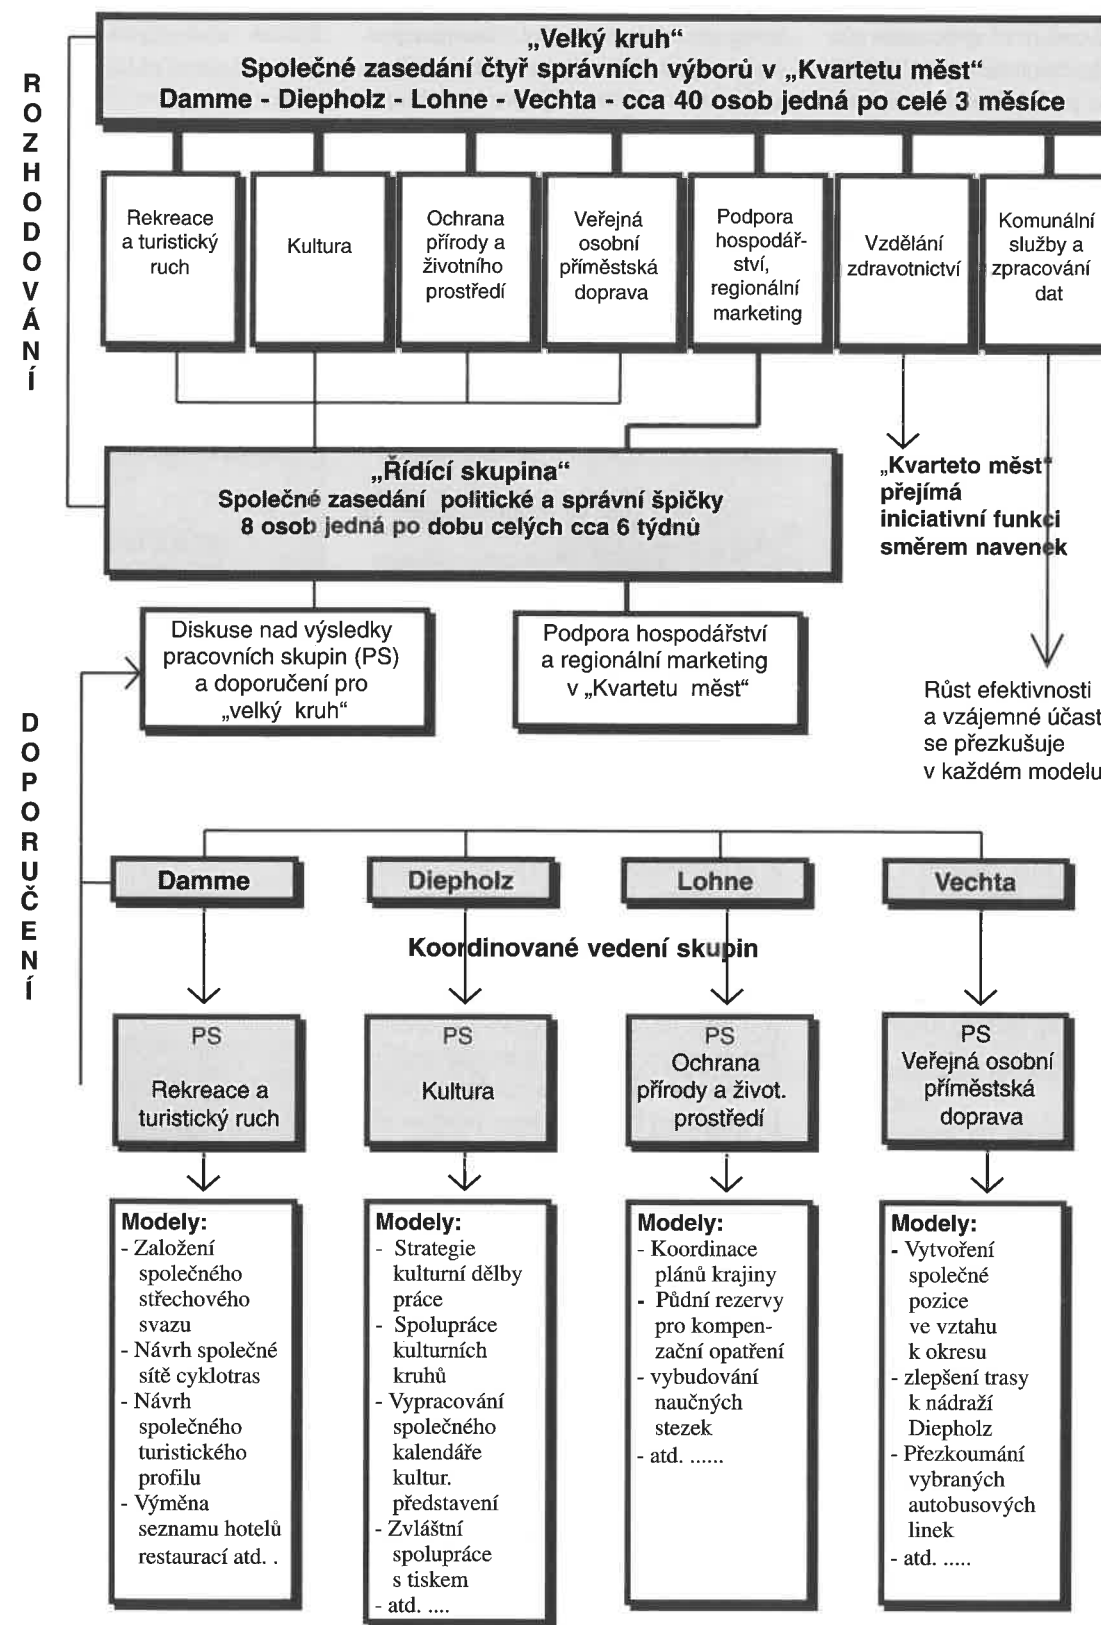 „Velký kruh“
Společné zasedání čtyř správních výborů v „Kvartetu měst“
Damme - Diepholz - Lohne - Vechta - cca 40 osob jedná po celé 3 měsíce
ROZHODOVÁNÍ
Rekreace
a turistický
ruch
Kultura
Ochrana
přírody a
životního
prostředí
Veřejná
osobní
příměstská
doprava
Podpora
hospodář-
ství,
regionální
marketing
Vzdělání
zdravotnictví
Komunální
služby a
zpracování
dat
„Řídící skupina“
Společné zasedání politické a správní špičky
8 osob jedná po dobu celých cca 6 týdnů
„Kvarteto měst“
přejímá
iniciativní funkci
směrem navenek
Diskuse nad výsledky
pracovních skupin (PS)
a doporučení pro
„velký kruh“
Podpora hospodářství
a regionální marketing
v „Kvartetu měst“
Růst efektivnosti
a vzájemné účast
se přezkušuje
v každém modelu
DOPORUČENÍ
Damme
Diepholz
Lohne
Vechta
Koordinované vedení skupin
PS
Rekreace a
turistický ruch
PS
Kultura
PS
Ochrana
přírody a život.
prostředí
PS
Veřejná osobní
příměstská
doprava
Modely:
- Založení
společného
střechového
svazu
- Návrh společné
sítě cyklotras
- Návrh
společného
turistického
profilu
- Výměna
seznamu hotelů
restaurací atd. .
Modely:
- Strategie
kulturní dělby
práce
- Spolupráce
kulturních
kruhů
- Vypracování
společného
kalendáře
kultur.
představení
- Zvláštní
spolupráce
s tiskem
- atd. ....
Modely:
- Koordinace
plánů krajiny
- Půdní rezervy
pro kompen-
zační opatření
- vybudování
naučných
stezek
- atd. ......
Modely:
- Vytvoření
společné
pozice
ve vztahu
k okresu
- zlepšení trasy
k nádraží
Diepholz
- Přezkoumání
vybraných
autobusových
linek
- atd. .....